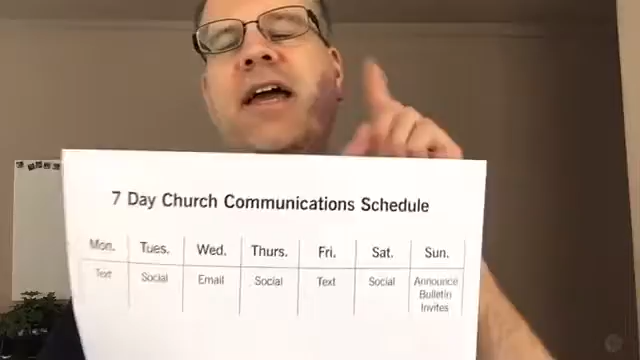 7 Day Church Communications Schedule
Mon. Tues. Wed. Thurs. Fri. Sat. Sun.
Text Social Email Social Text Social Announce
Bulletin
Invites